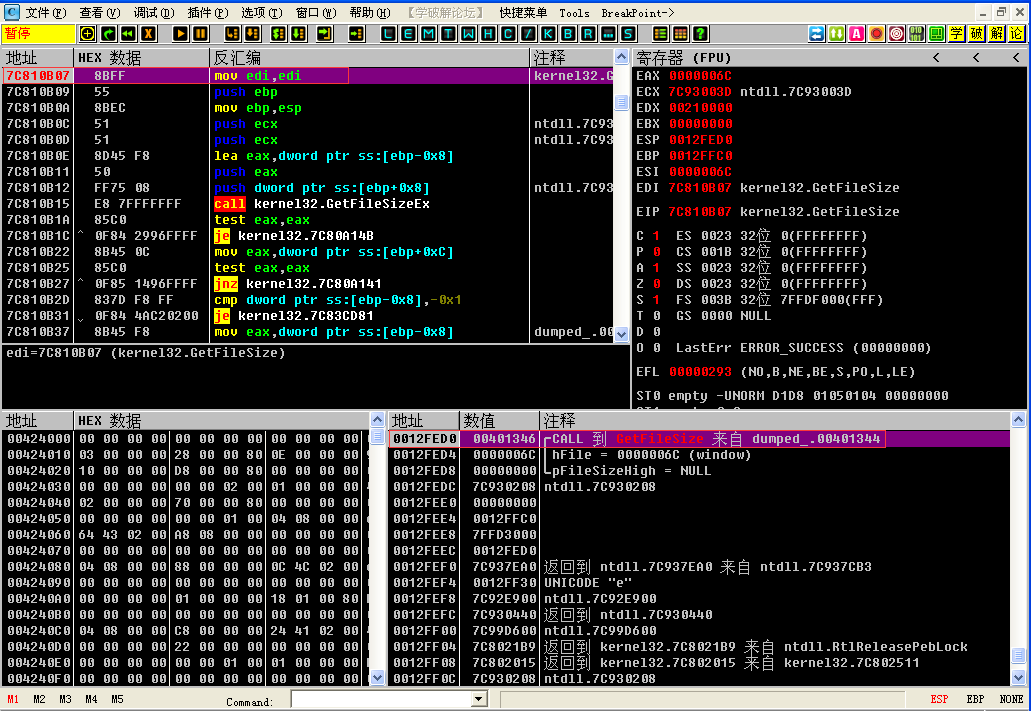 C 文件(F) 查看(V) 调试(D) 插件(P) 选项(T) 窗口(W) 帮助(H) 【学破解论坛】 快捷菜单 Tools BreakPoint->
暂停 L E M T W H C / K B R ... S ? A 学 破 解 论
地址 HEX 数据 反汇编 注释
7C810B07 8BFF mov edi,edi kernel32.G
7C810B09 55 push ebp
7C810B0A 8BEC mov ebp,esp
7C810B0C 51 push ecx ntdll.7C93
7C810B0D 51 push ecx ntdll.7C93
7C810B0E 8D45 F8 lea eax,dword ptr ss:[ebp-0x8]
7C810B11 50 push eax
7C810B12 FF75 08 push dword ptr ss:[ebp+0x8] ntdll.7C93
7C810B15 E8 7FFFFFFF call kernel32.GetFileSizeEx
7C810B1A 85C0 test eax,eax
7C810B1C ^ 0F84 2996FFFF je kernel32.7C80A14B
7C810B22 8B45 0C mov eax,dword ptr ss:[ebp+0xC]
7C810B25 85C0 test eax,eax
7C810B27 ^ 0F85 1496FFFF jnz kernel32.7C80A141
7C810B2D 837D F8 FF cmp dword ptr ss:[ebp-0x8],-0x1
7C810B31 0F84 4AC20200 je kernel32.7C83CD81
7C810B37 8B45 F8 mov eax,dword ptr ss:[ebp-0x8] dumped_.00
edi=7C810B07 (kernel32.GetFileSize)
寄存器 (FPU) < < <
EAX 0000006C
ECX 7C93003D ntdll.7C93003D
EDX 00210000
EBX 00000000
ESP 0012FED0
EBP 0012FFC0
ESI 0000006C
EDI 7C810B07 kernel32.GetFileSize
EIP 7C810B07 kernel32.GetFileSize
C 1 ES 0023 32位 0(FFFFFFFF)
P 0 CS 001B 32位 0(FFFFFFFF)
A 1 SS 0023 32位 0(FFFFFFFF)
Z 0 DS 0023 32位 0(FFFFFFFF)
S 1 FS 003B 32位 7FFDF000(FFF)
T 0 GS 0000 NULL
D 0
O 0 LastErr ERROR_SUCCESS (00000000)
EFL 00000293 (NO,B,NE,BE,S,PO,L,LE)
ST0 empty -UNORM D1D8 01050104 00000000
地址 HEX 数据
00424000 00 00 00 00 00 00 00 00 00 00 00 00
00424010 03 00 00 00 28 00 00 80 0E 00 00 00
00424020 10 00 00 00 D8 00 00 80 00 00 00 00
00424030 00 00 00 00 00 00 02 00 01 00 00 00
00424040 02 00 00 00 70 00 00 80 00 00 00 00
00424050 00 00 00 00 00 00 01 00 04 08 00 00
00424060 64 43 02 00 A8 08 00 00 00 00 00 00
00424070 00 00 00 00 00 00 00 00 00 00 00 00
00424080 04 08 00 00 88 00 00 00 0C 4C 02 00
00424090 00 00 00 00 00 00 00 00 00 00 00 00
004240A0 00 00 00 00 01 00 00 00 18 01 00 80
004240B0 00 00 00 00 00 00 00 00 00 00 01 00
004240C0 04 08 00 00 C8 00 00 00 24 41 02 00
004240D0 00 00 00 00 22 00 00 00 00 00 00 00
004240E0 00 00 00 00 00 00 01 00 01 00 00 00
004240F0 00 00 00 00 00 00 00 00 00 00 00 00
地址 数值 注释
0012FED0 00401346 CALL 到 GetFileSize 来自 dumped_.00401344
0012FED4 0000006C hFile = 0000006C (window)
0012FED8 00000000 pFileSizeHigh = NULL
0012FEDC 7C930208 ntdll.7C930208
0012FEE0 00000000
0012FEE4 0012FFC0
0012FEE8 7FFD3000
0012FEEC 0012FED0
0012FEF0 7C937EA0 返回到 ntdll.7C937EA0 来自 ntdll.7C937CB3
0012FEF4 0012FF30 UNICODE "e"
0012FEF8 7C92E900 ntdll.7C92E900
0012FEFC 7C930440 返回到 ntdll.7C930440
0012FF00 7C99D600 ntdll.7C99D600
0012FF04 7C8021B9 返回到 kernel32.7C8021B9 来自 ntdll.RtlReleasePebLock
0012FF08 7C802015 返回到 kernel32.7C802015 来自 kernel32.7C802511
0012FF0C 7C930208 ntdll.7C930208
M1 M2 M3 M4 M5 Command: ESP EBP NONE